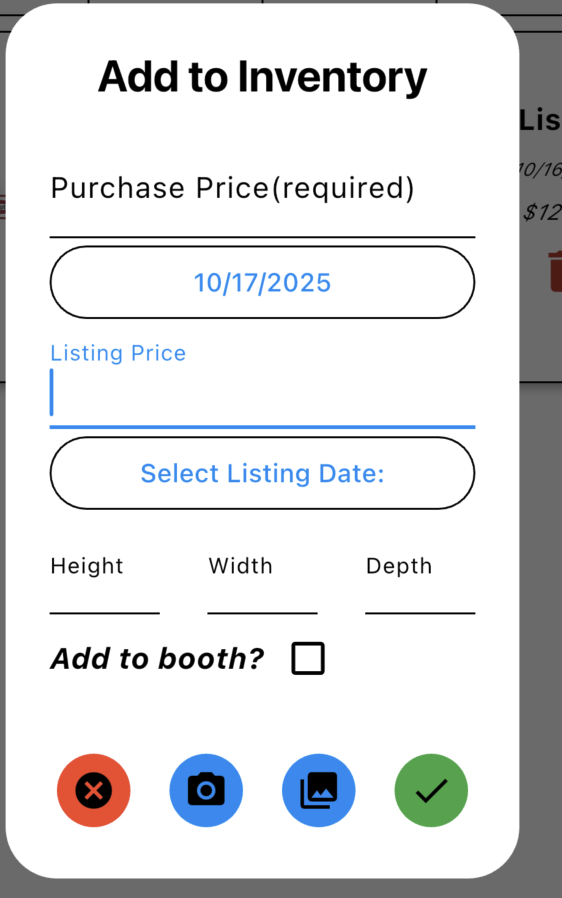 Add to Inventory
Lis
Purchase Price(required)
10/16
$12
10/17/2025
Listing Price
Select Listing Date:
Height Width Depth
Add to booth?